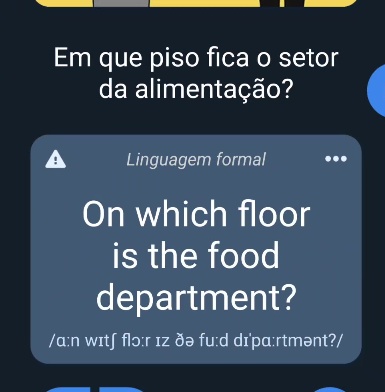 Em que piso fica o setor
da alimentação?
Linguagem formal
On which floor
is the food
department?
/ɑːn wɪtʃ flɔːr ɪz ðə fuːd dɪˈpɑːrtmənt?/